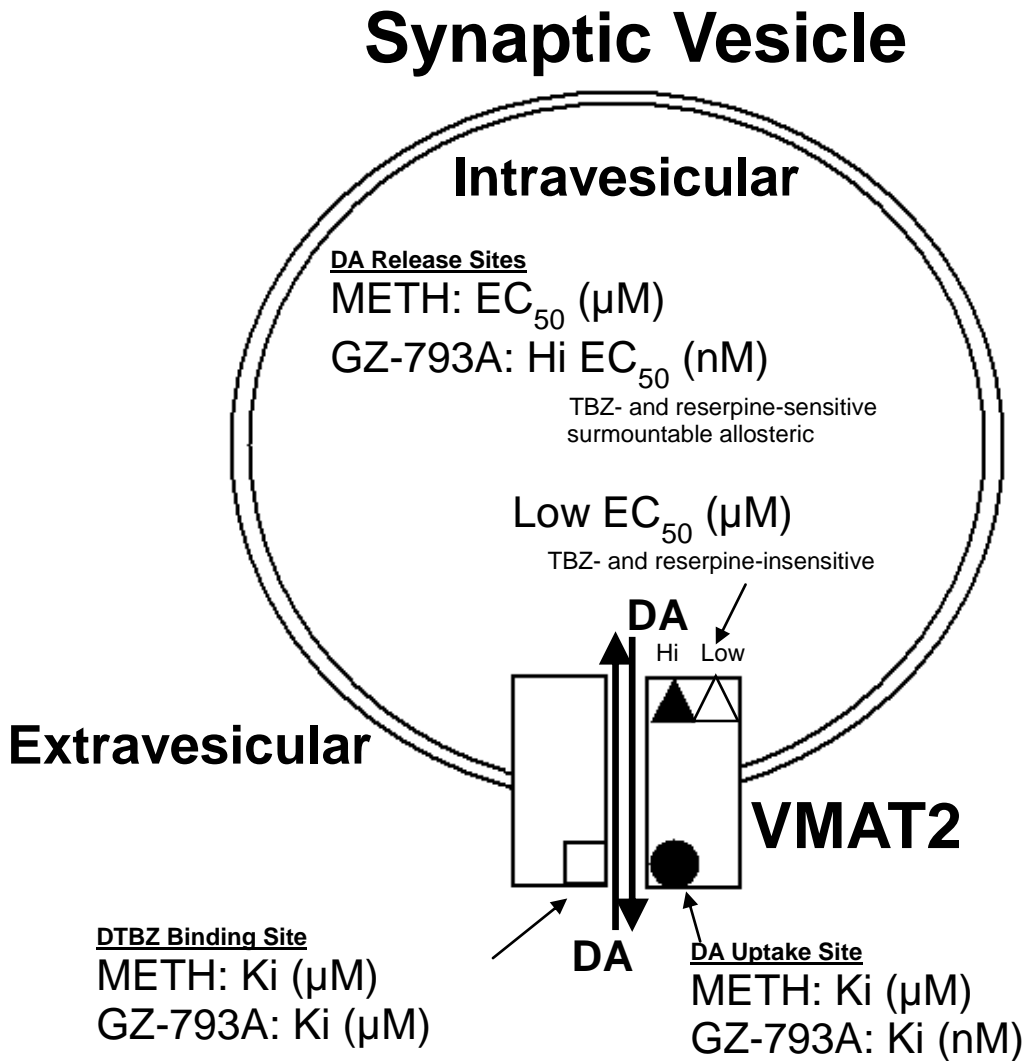 Synaptic Vesicle
Intravesicular
DA Release Sites
METH: EC50 (µM)
GZ-793A: Hi EC50 (nM)
TBZ- and reserpine-sensitive
surmountable allosteric
Low EC50 (µM)
TBZ- and reserpine-insensitive
DA
Hi Low
Extravesicular
VMAT2
DTBZ Binding Site
METH: Ki (µM)
GZ-793A: Ki (µM)
DA
DA Uptake Site
METH: Ki (µM)
GZ-793A: Ki (nM)